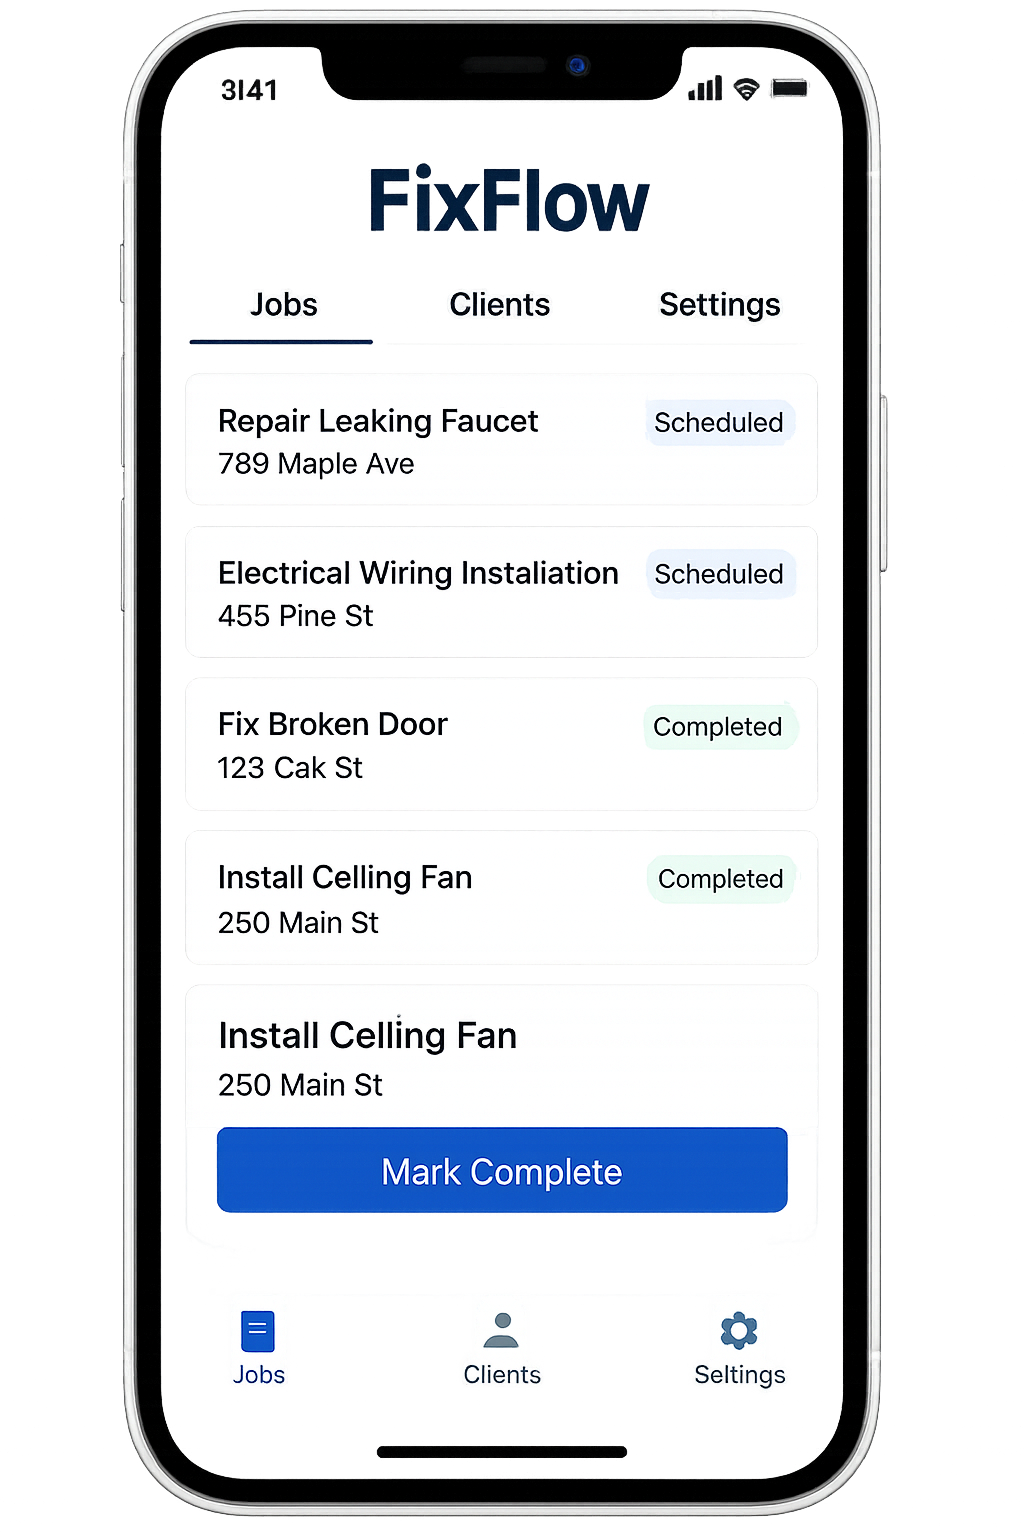 3I41
FixFlow
Jobs Clients Settings
Repair Leaking Faucet Scheduled
789 Maple Ave
Electrical Wiring Instaliation Scheduled
455 Pine St
Fix Broken Door Completed
123 Cak St
Install Celling Fan Completed
250 Main St
Install Celling Fan
250 Main St
Mark Complete
Jobs Clients Seltings